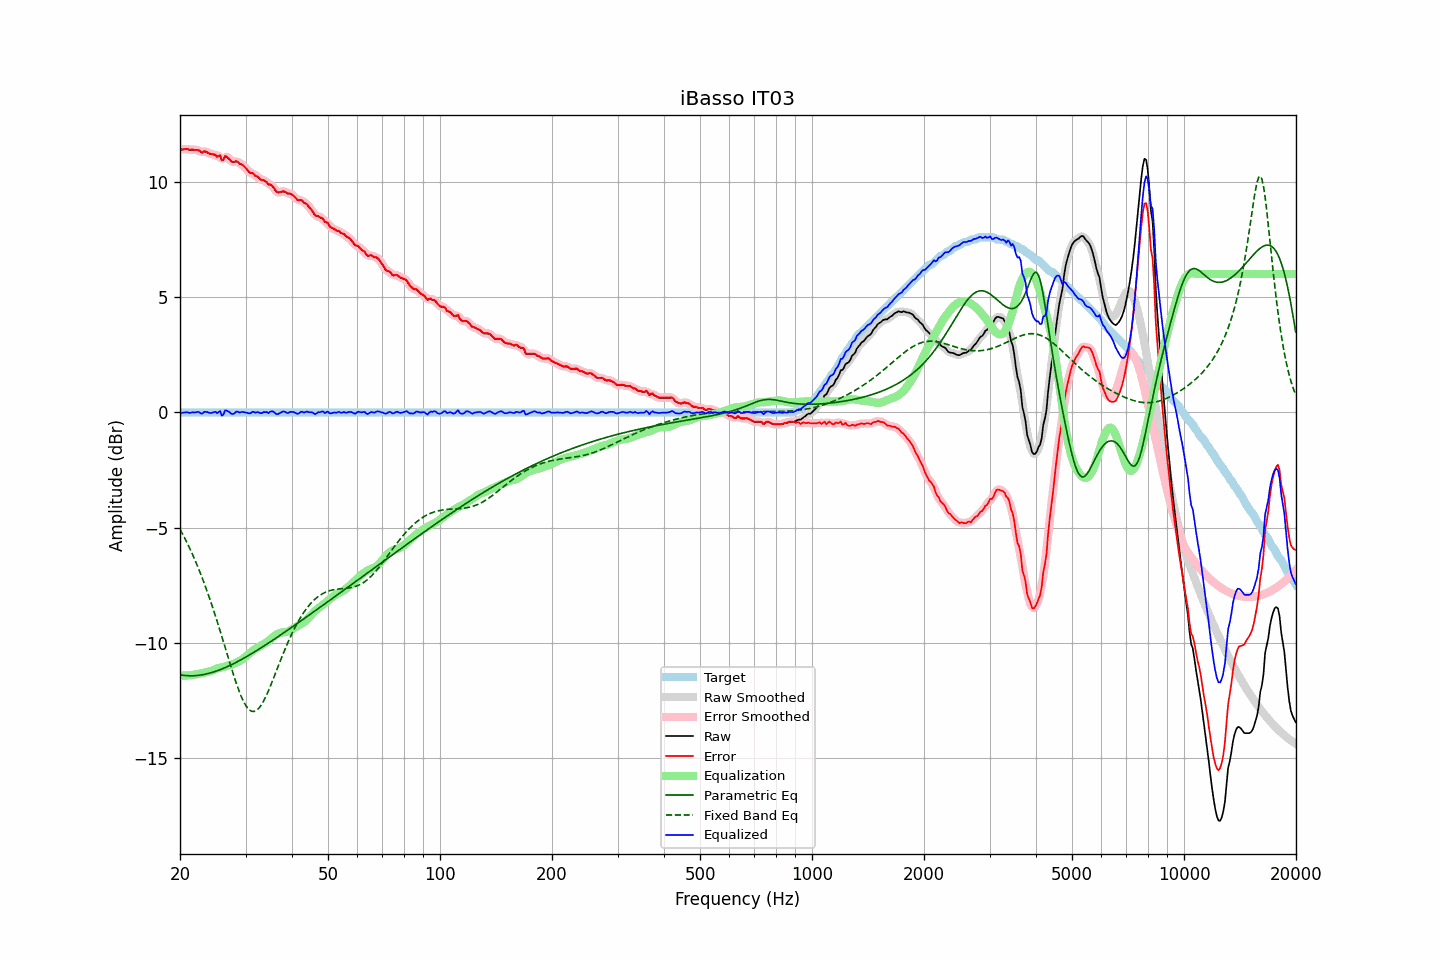 iBasso IT03
Amplitude (dBr)
10
5
0
−5
−10
−15
Target
Raw Smoothed
Error Smoothed
Raw
Error
Equalization
Parametric Eq
Fixed Band Eq
Equalized
20 50 100 200 500 1000 2000 5000 10000 20000
Frequency (Hz)